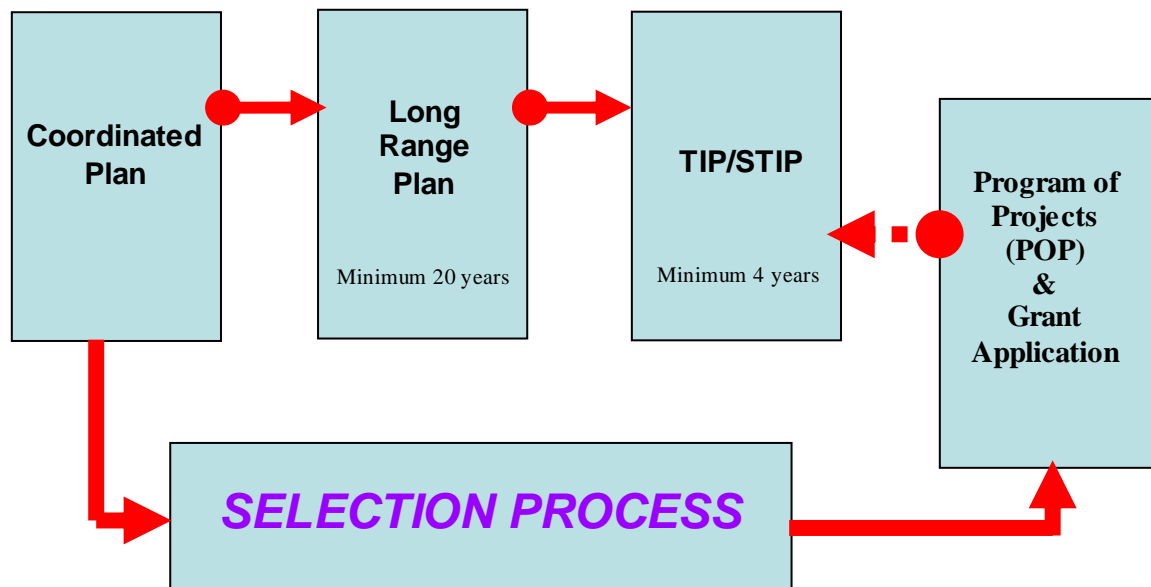 Coordinated
Plan
Long
Range
Plan
Minimum 20 years
TIP/STIP
Minimum 4 years
Program of
Projects
(POP)
&
Grant
Application
SELECTION PROCESS